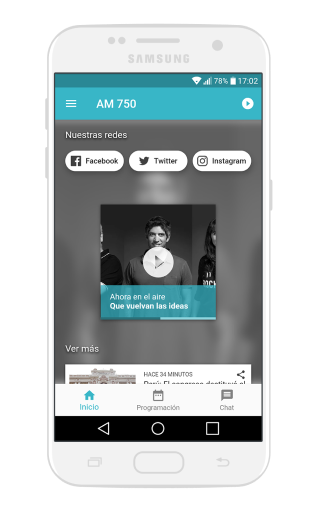 SAMSUNG
78% 17:02
AM 750
Nuestras redes
Facebook Twitter Instagram
Ahora en el aire
Que vuelvan las ideas
Ver más
HACE 34 MINUTOS
Perú: El congreso destituyó al
Inicio Programación Chat